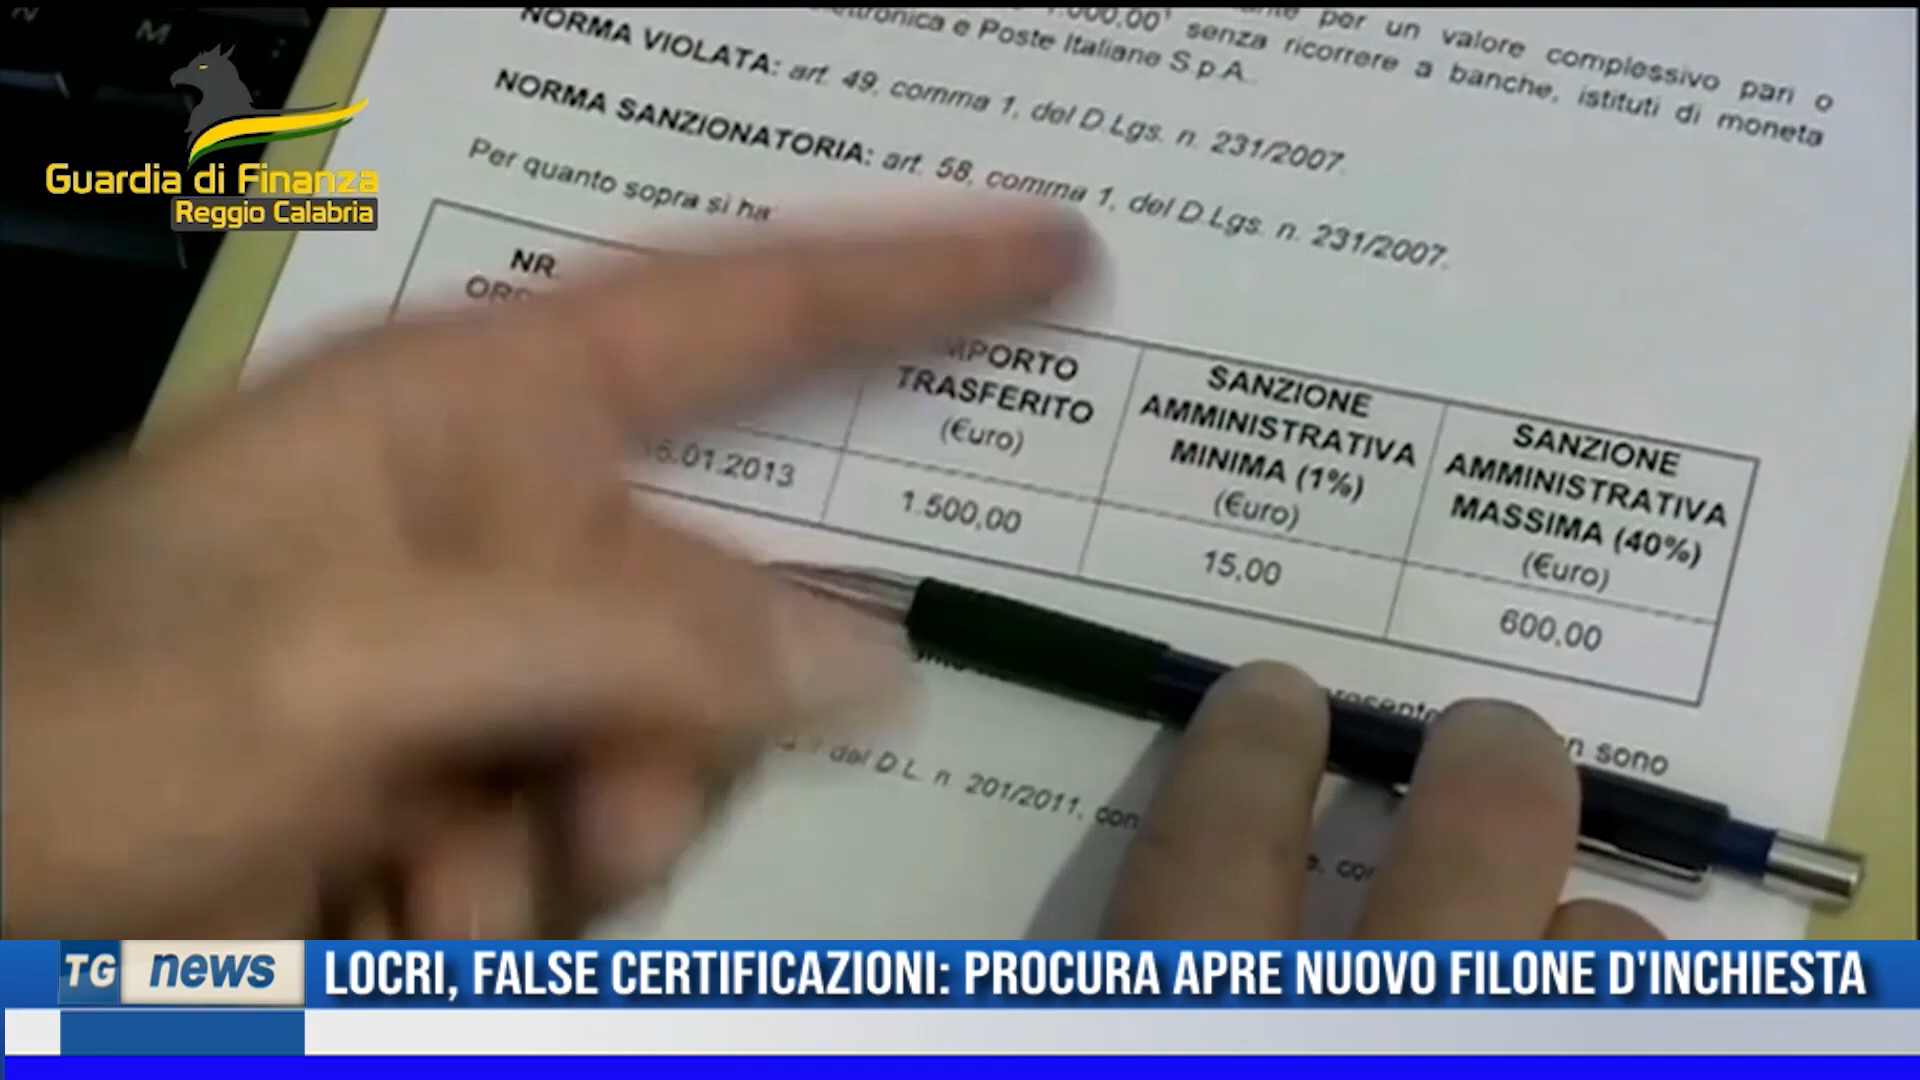 M
Guardia di Finanza
Reggio Calabria
per un valore complessivo pari o
1.000,00 senza ricorrere a banche, istituti di moneta
elettronica e Poste Italiane S.p.A..
NORMA VIOLATA: art. 49, comma 1, del D.Lgs. n. 231/2007.
NORMA SANZIONATORIA: art. 58, comma 1, del D.Lgs. n. 231/2007.
Per quanto sopra si ha:
NR.
IMPORTO TRASFERITO (€uro)
SANZIONE AMMINISTRATIVA MINIMA (1%) (€uro)
SANZIONE AMMINISTRATIVA MASSIMA (40%) (€uro)
6.01.2013
1.500,00
15,00
600,00
presente
n sono
del D.L. n. 201/2011, con
TG news
LOCRI, FALSE CERTIFICAZIONI: PROCURA APRE NUOVO FILONE D'INCHIESTA